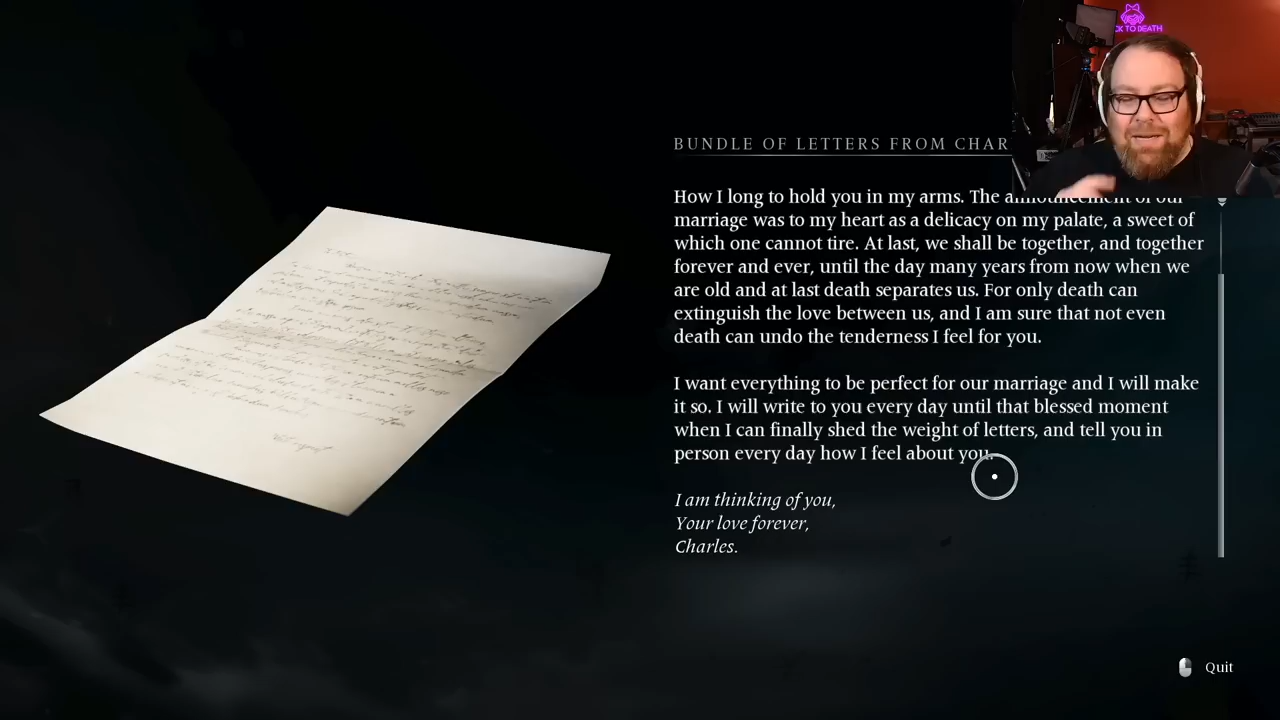 CK TO DEATH
BUNDLE OF LETTERS FROM CHAR
How I long to hold you in my arms. The announcement of our
marriage was to my heart as a delicacy on my palate, a sweet of
which one cannot tire. At last, we shall be together, and together
forever and ever, until the day many years from now when we
are old and at last death separates us. For only death can
extinguish the love between us, and I am sure that not even
death can undo the tenderness I feel for you.
I want everything to be perfect for our marriage and I will make
it so. I will write to you every day until that blessed moment
when I can finally shed the weight of letters, and tell you in
person every day how I feel about you.
I am thinking of you,
Your love forever,
Charles.
Quit